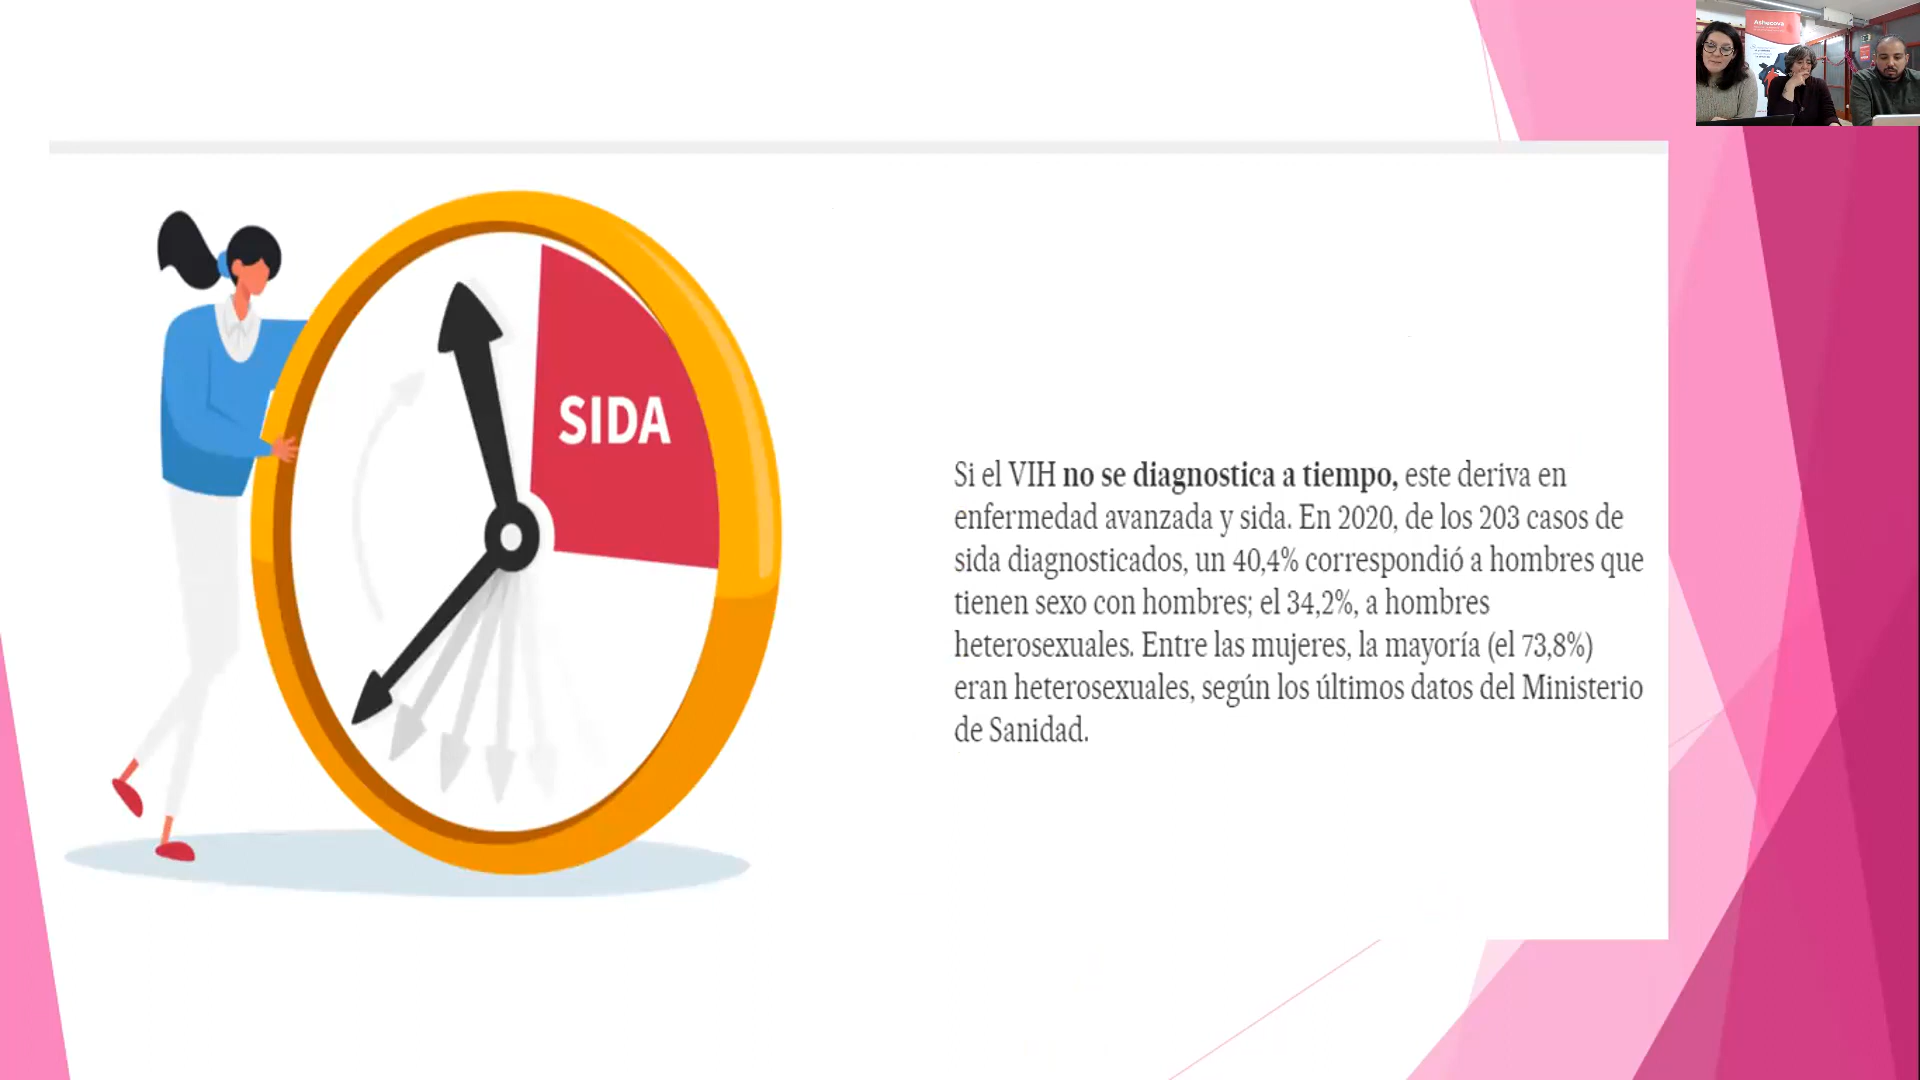 Ashecova
SIDA
Si el VIH no se diagnostica a tiempo, este deriva en
enfermedad avanzada y sida. En 2020, de los 203 casos de
sida diagnosticados, un 40,4% correspondió a hombres que
tienen sexo con hombres; el 34,2%, a hombres
heterosexuales. Entre las mujeres, la mayoría (el 73,8%)
eran heterosexuales, según los últimos datos del Ministerio
de Sanidad.